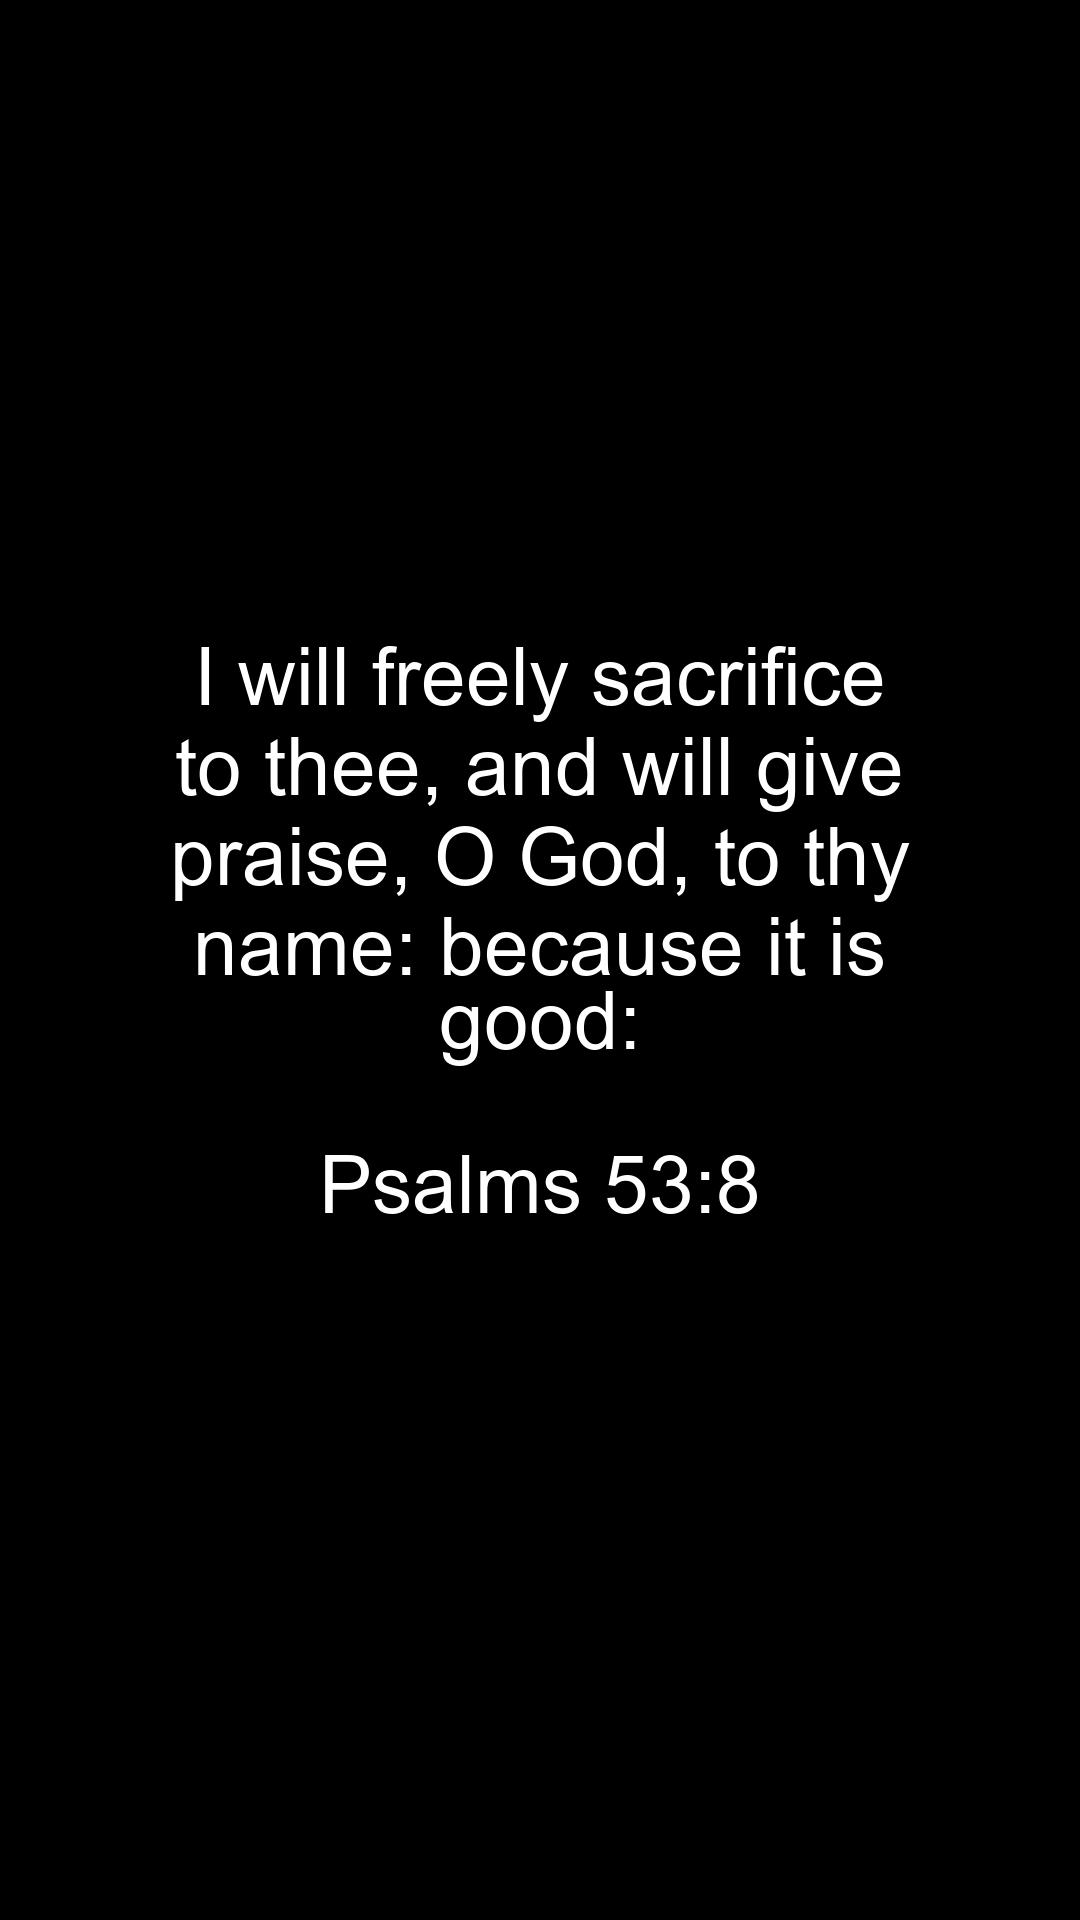 I will freely sacrifice
to thee, and will give
praise, O God, to thy
name: because it is
good:
Psalms 53:8